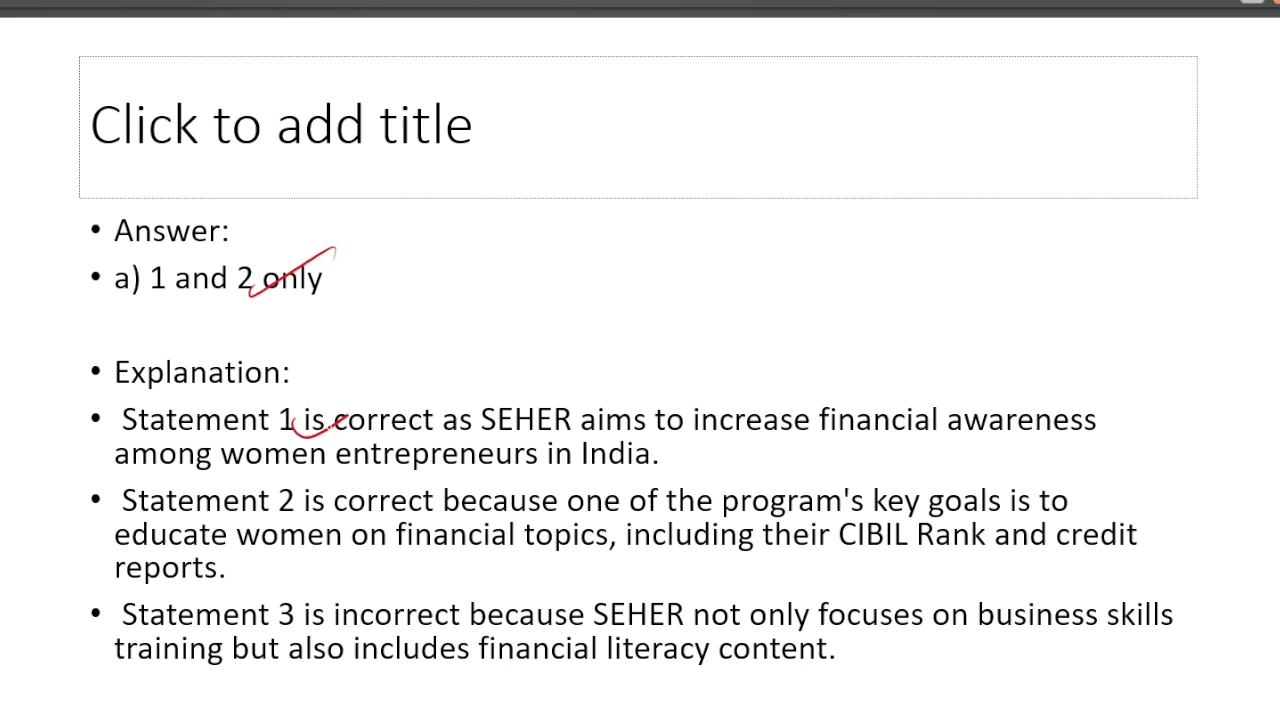 Click to add title
• Answer:
• a) 1 and 2 only
• Explanation:
• Statement 1 is correct as SEHER aims to increase financial awareness
among women entrepreneurs in India.
• Statement 2 is correct because one of the program's key goals is to
educate women on financial topics, including their CIBIL Rank and credit
reports.
• Statement 3 is incorrect because SEHER not only focuses on business skills
training but also includes financial literacy content.